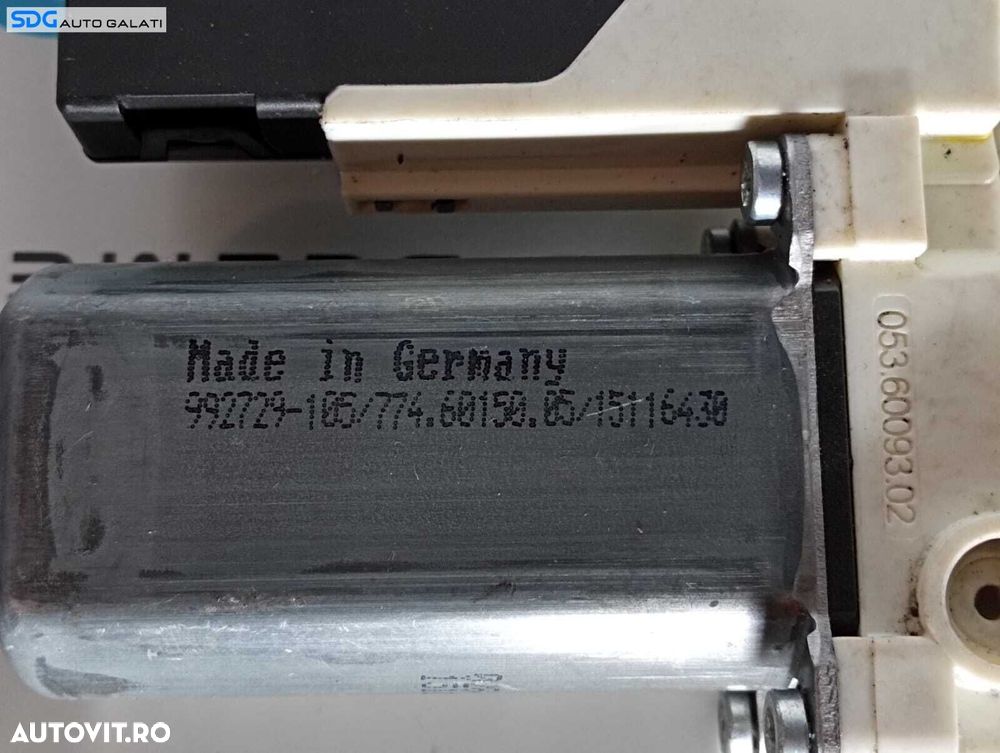 SDG AUTO GALATI
Made in Germany
992729-105/774.60150.05/15116430
053.60093.02
AUTOVIT.RO